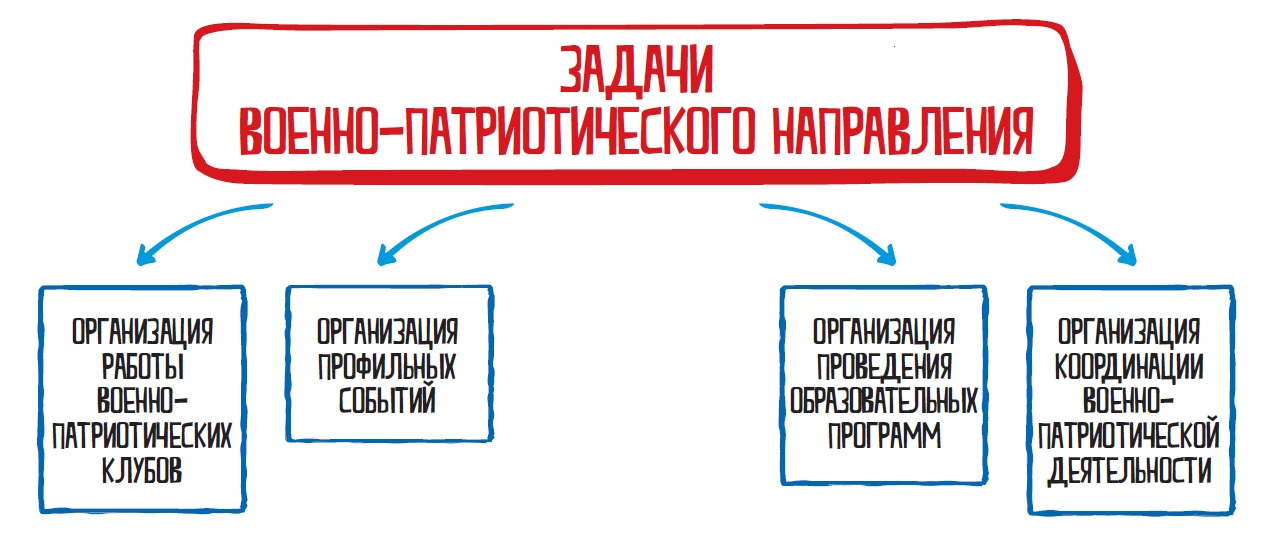 ЗАДАЧИ
ВОЕННО-ПАТРИОТИЧЕСКОГО НАПРАВЛЕНИЯ
ОРГАНИЗАЦИЯ
РАБОТЫ
ВОЕННО-
ПАТРИОТИЧЕСКИХ
КЛУБОВ
ОРГАНИЗАЦИЯ
ПРОФИЛЬНЫХ
СОБЫТИЙ
ОРГАНИЗАЦИЯ
ПРОВЕДЕНИЯ
ОБРАЗОВАТЕЛЬНЫХ
ПРОГРАММ
ОРГАНИЗАЦИЯ
КООРДИНАЦИИ
ВОЕННО-
ПАТРИОТИЧЕСКОЙ
ДЕЯТЕЛЬНОСТИ